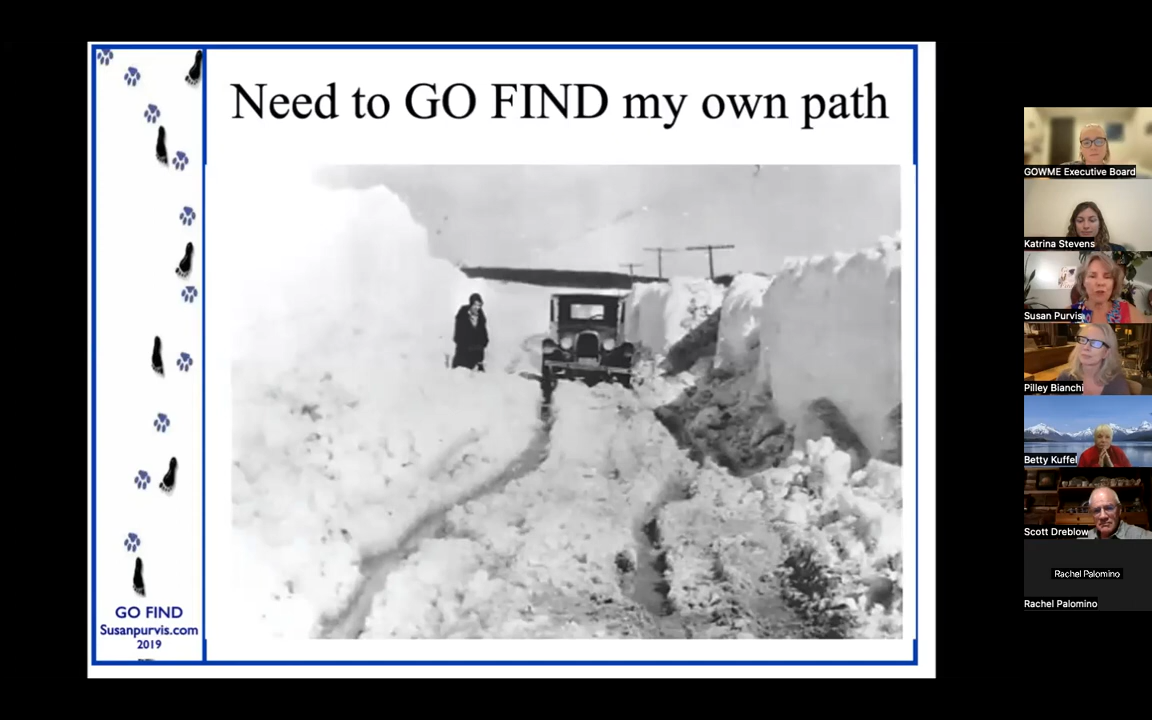 Need to GO FIND my own path
GO FIND
Susanpurvis.com
2019
GOWME Executive Board
Katrina Stevens
Susan Purvis
Pilley Bianchi
Betty Kuffel
Scott Dreblow
Rachel Palomino
Rachel Palomino